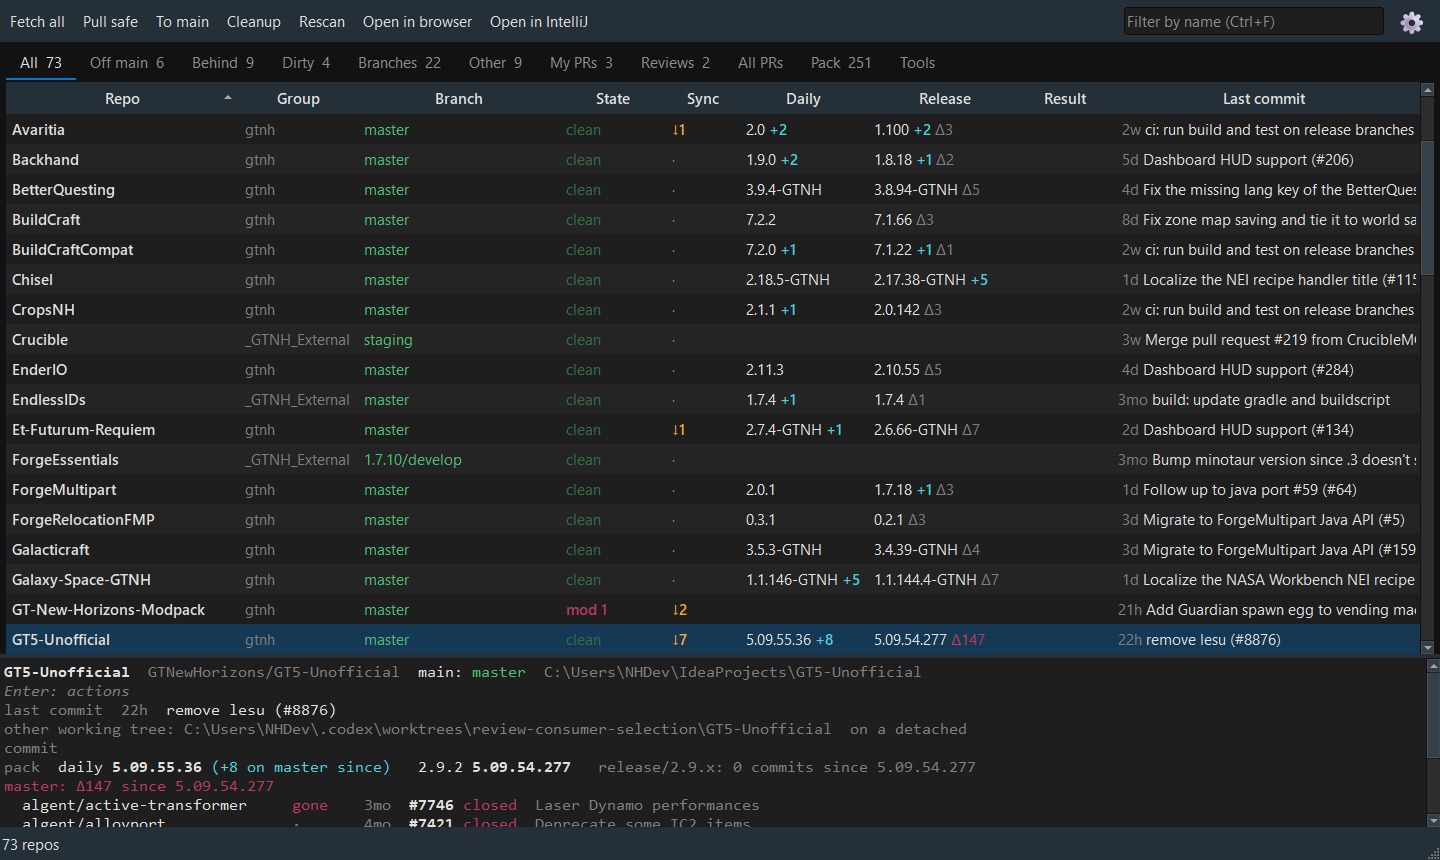 Fetch all Pull safe To main Cleanup Rescan Open in browser Open in IntelliJ Filter by name (Ctrl+F)
All 73 Off main 6 Behind 9 Dirty 4 Branches 22 Other 9 My PRs 3 Reviews 2 All PRs Pack 251 Tools
Repo Group Branch State Sync Daily Release Result Last commit
Avaritia gtnh master clean ↓1 2.0 +2 1.100 +2 Δ3 2w ci: run build and test on release branches
Backhand gtnh master clean · 1.9.0 +2 1.8.18 +1 Δ2 5d Dashboard HUD support (#206)
BetterQuesting gtnh master clean · 3.9.4-GTNH 3.8.94-GTNH Δ5 4d Fix the missing lang key of the BetterQues
BuildCraft gtnh master clean · 7.2.2 7.1.66 Δ3 8d Fix zone map saving and tie it to world sa
BuildCraftCompat gtnh master clean · 7.2.0 +1 7.1.22 +1 Δ1 2w ci: run build and test on release branches
Chisel gtnh master clean · 2.18.5-GTNH 2.17.38-GTNH +5 1d Localize the NEI recipe handler title (#115
CropsNH gtnh master clean · 2.1.1 +1 2.0.142 Δ3 2w ci: run build and test on release branches
Crucible _GTNH_External staging clean · 3w Merge pull request #219 from CrucibleMC
EnderIO gtnh master clean · 2.11.3 2.10.55 Δ5 4d Dashboard HUD support (#284)
EndlessIDs _GTNH_External master clean · 1.7.4 +1 1.7.4 Δ1 3mo build: update gradle and buildscript
Et-Futurum-Requiem gtnh master clean ↓1 2.7.4-GTNH +1 2.6.66-GTNH Δ7 2d Dashboard HUD support (#134)
ForgeEssentials _GTNH_External 1.7.10/develop clean · 3mo Bump minotaur version since .3 doesn't s
ForgeMultipart gtnh master clean · 2.0.1 1.7.18 +1 Δ3 1d Follow up to java port #59 (#64)
ForgeRelocationFMP gtnh master clean · 0.3.1 0.2.1 Δ3 3d Migrate to ForgeMultipart Java API (#5)
Galacticraft gtnh master clean · 3.5.3-GTNH 3.4.39-GTNH Δ4 3d Migrate to ForgeMultipart Java API (#159
Galaxy-Space-GTNH gtnh master clean · 1.1.146-GTNH +5 1.1.144.4-GTNH Δ7 1d Localize the NASA Workbench NEI recipe
GT-New-Horizons-Modpack gtnh master mod 1 ↓2 21h Add Guardian spawn egg to vending mac
GT5-Unofficial gtnh master clean ↓7 5.09.55.36 +8 5.09.54.277 Δ147 22h remove lesu (#8876)
GT5-Unofficial GTNewHorizons/GT5-Unofficial main: master C:\Users\NHDev\IdeaProjects\GT5-Unofficial
Enter: actions
last commit 22h remove lesu (#8876)
other working tree: C:\Users\NHDev\.codex\worktrees\review-consumer-selection\GT5-Unofficial on a detached
commit
pack daily 5.09.55.36 (+8 on master since) 2.9.2 5.09.54.277 release/2.9.x: 0 commits since 5.09.54.277
master: Δ147 since 5.09.54.277
algent/active-transformer gone 3mo #7746 closed Laser Dynamo performances
algent/alloyport · 4mo #7421 closed Deprecate some IC2 items
73 repos